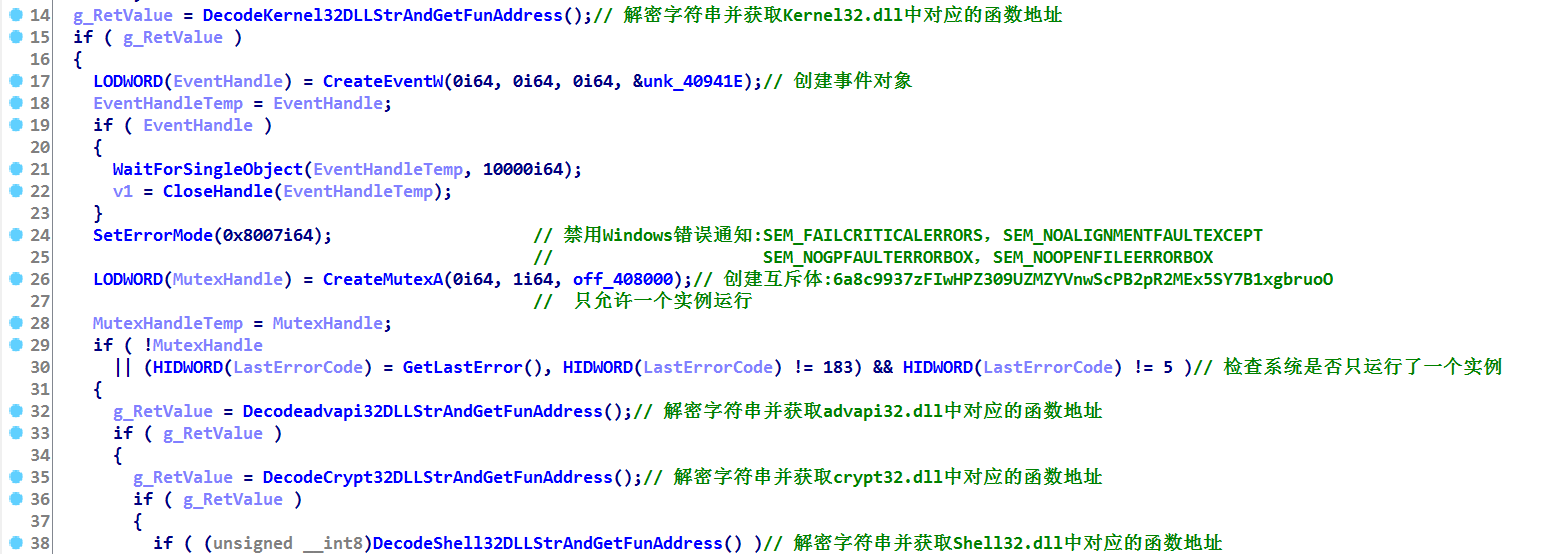 14 g_RetValue = DecodeKernel32DLLStrAndGetFunAddress();// 解密字符串并获取Kernel32.dll中对应的函数地址
15 if ( g_RetValue )
16 {
17 LODWORD(EventHandle) = CreateEventW(0i64, 0i64, 0i64, &unk_40941E);// 创建事件对象
18 EventHandleTemp = EventHandle;
19 if ( EventHandle )
20 {
21 WaitForSingleObject(EventHandleTemp, 10000i64);
22 v1 = CloseHandle(EventHandleTemp);
23 }
24 SetErrorMode(0x8007i64); // 禁用Windows错误通知:SEM_FAILCRITICALERRORS，SEM_NOALIGNMENTFAULTEXCEPT
25 // SEM_NOGPFAULTERRORBOX，SEM_NOOPENFILEERRORBOX
26 LODWORD(MutexHandle) = CreateMutexA(0i64, 1i64, off_408000);// 创建互斥体:6a8c9937zFIwHPZ309UZMZYVnwScPB2pR2MEx5SY7B1xgbruoO
27 // 只允许一个实例运行
28 MutexHandleTemp = MutexHandle;
29 if ( !MutexHandle
30 || (HIDWORD(LastErrorCode) = GetLastError(), HIDWORD(LastErrorCode) != 183) && HIDWORD(LastErrorCode) != 5 )// 检查系统是否只运行了一个实例
31 {
32 g_RetValue = Decodeadvapi32DLLStrAndGetFunAddress();// 解密字符串并获取advapi32.dll中对应的函数地址
33 if ( g_RetValue )
34 {
35 g_RetValue = DecodeCrypt32DLLStrAndGetFunAddress();// 解密字符串并获取crypt32.dll中对应的函数地址
36 if ( g_RetValue )
37 {
38 if ( (unsigned __int8)DecodeShell32DLLStrAndGetFunAddress() )// 解密字符串并获取Shell32.dll中对应的函数地址